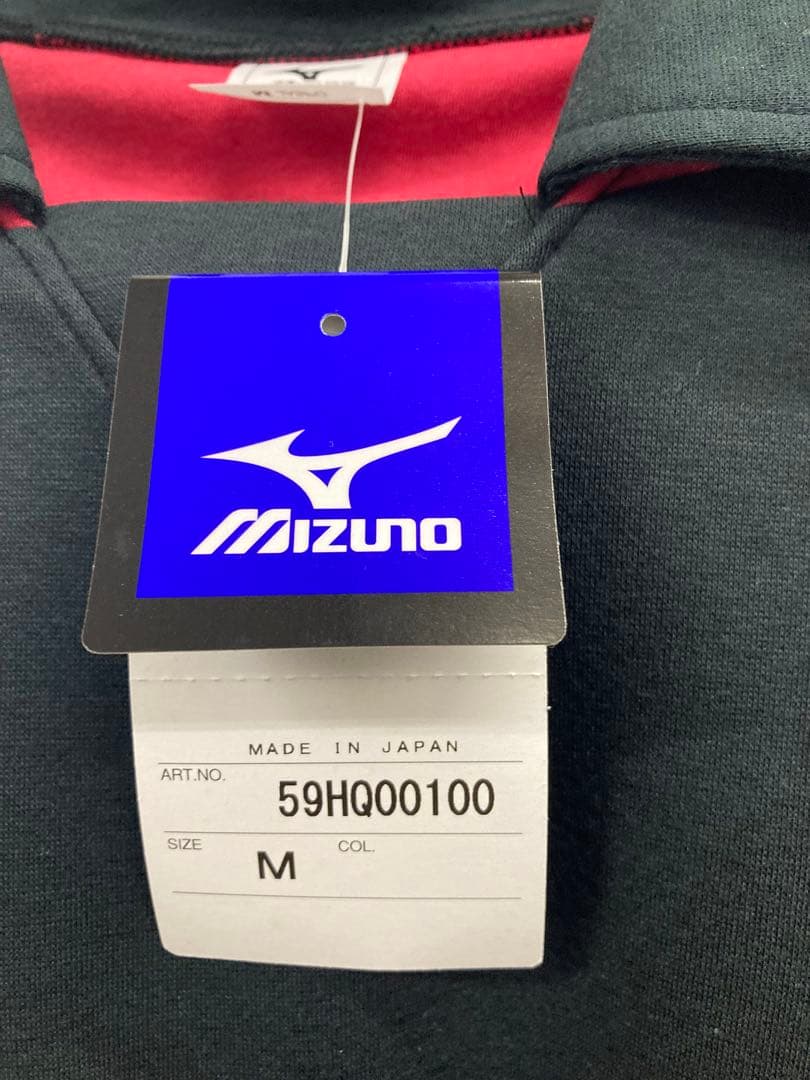 MIZUNO
MADE IN JAPAN
ART.NO.
59HQ00100
SIZE M COL.